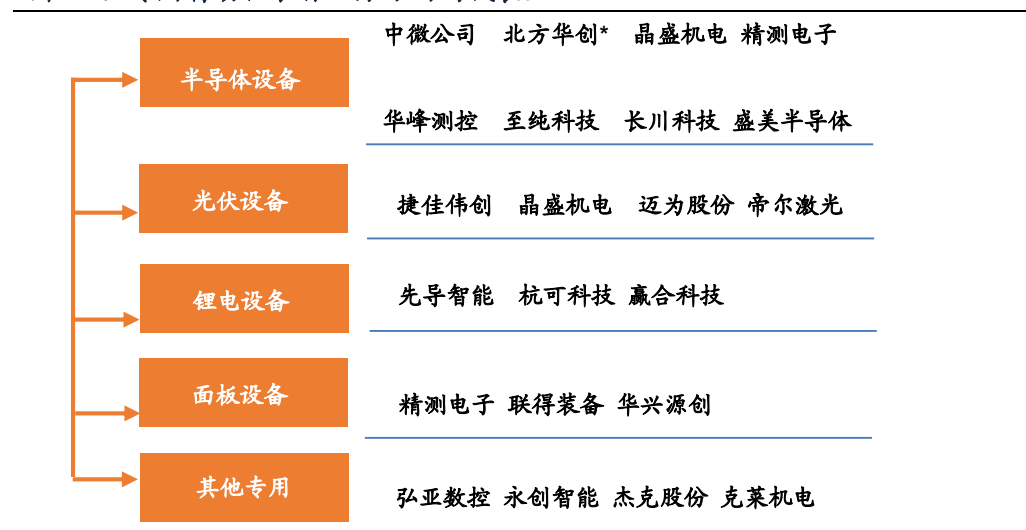 中微公司 北方华创* 晶盛机电 精测电子
半导体设备
华峰测控 至纯科技 长川科技 盛美半导体
光伏设备
捷佳伟创 晶盛机电 迈为股份 帝尔激光
锂电设备
先导智能 杭可科技 赢合科技
面板设备
精测电子 联得装备 华兴源创
其他专用
弘亚数控 永创智能 杰克股份 克莱机电